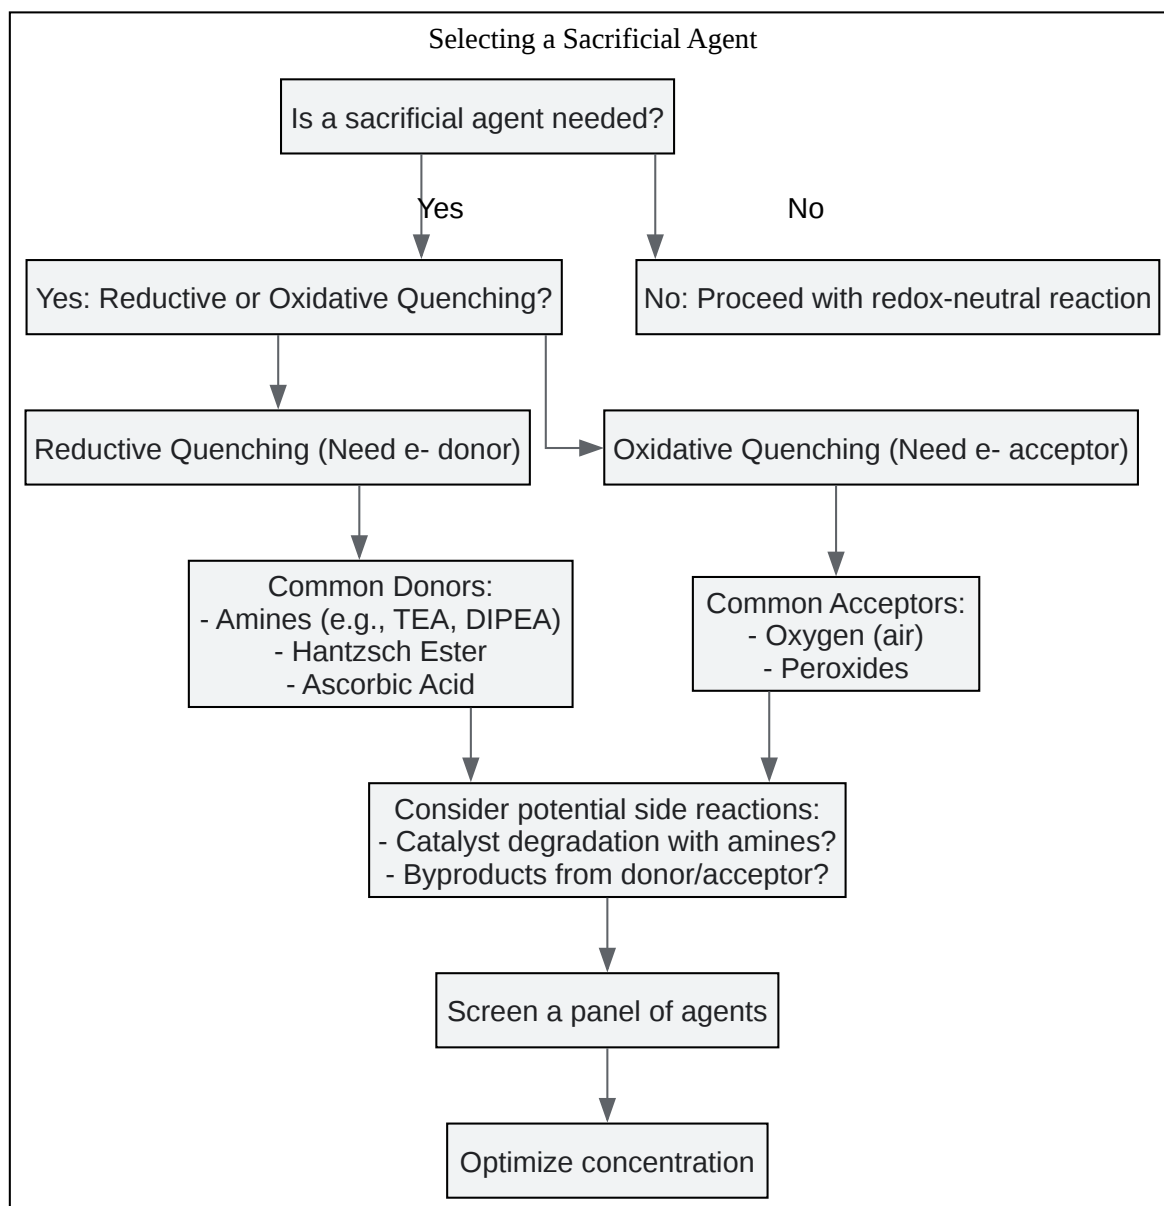 Selecting a Sacrificial Agent
Is a sacrificial agent needed?
Yes
No
Yes: Reductive or Oxidative Quenching?
No: Proceed with redox-neutral reaction
Reductive Quenching (Need e- donor)
Oxidative Quenching (Need e- acceptor)
Common Donors:
- Amines (e.g., TEA, DIPEA)
- Hantzsch Ester
- Ascorbic Acid
Common Acceptors:
- Oxygen (air)
- Peroxides
Consider potential side reactions:
- Catalyst degradation with amines?
- Byproducts from donor/acceptor?
Screen a panel of agents
Optimize concentration